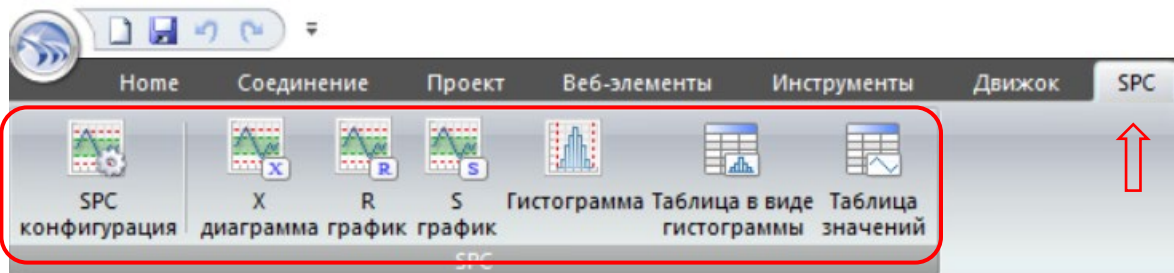 Home Соединение Проект Веб-элементы Инструменты Движок SPC
SPC конфигурация
X диаграмма
R график
S график
Гистограмма
Таблица в виде гистограммы
Таблица значений
SPC